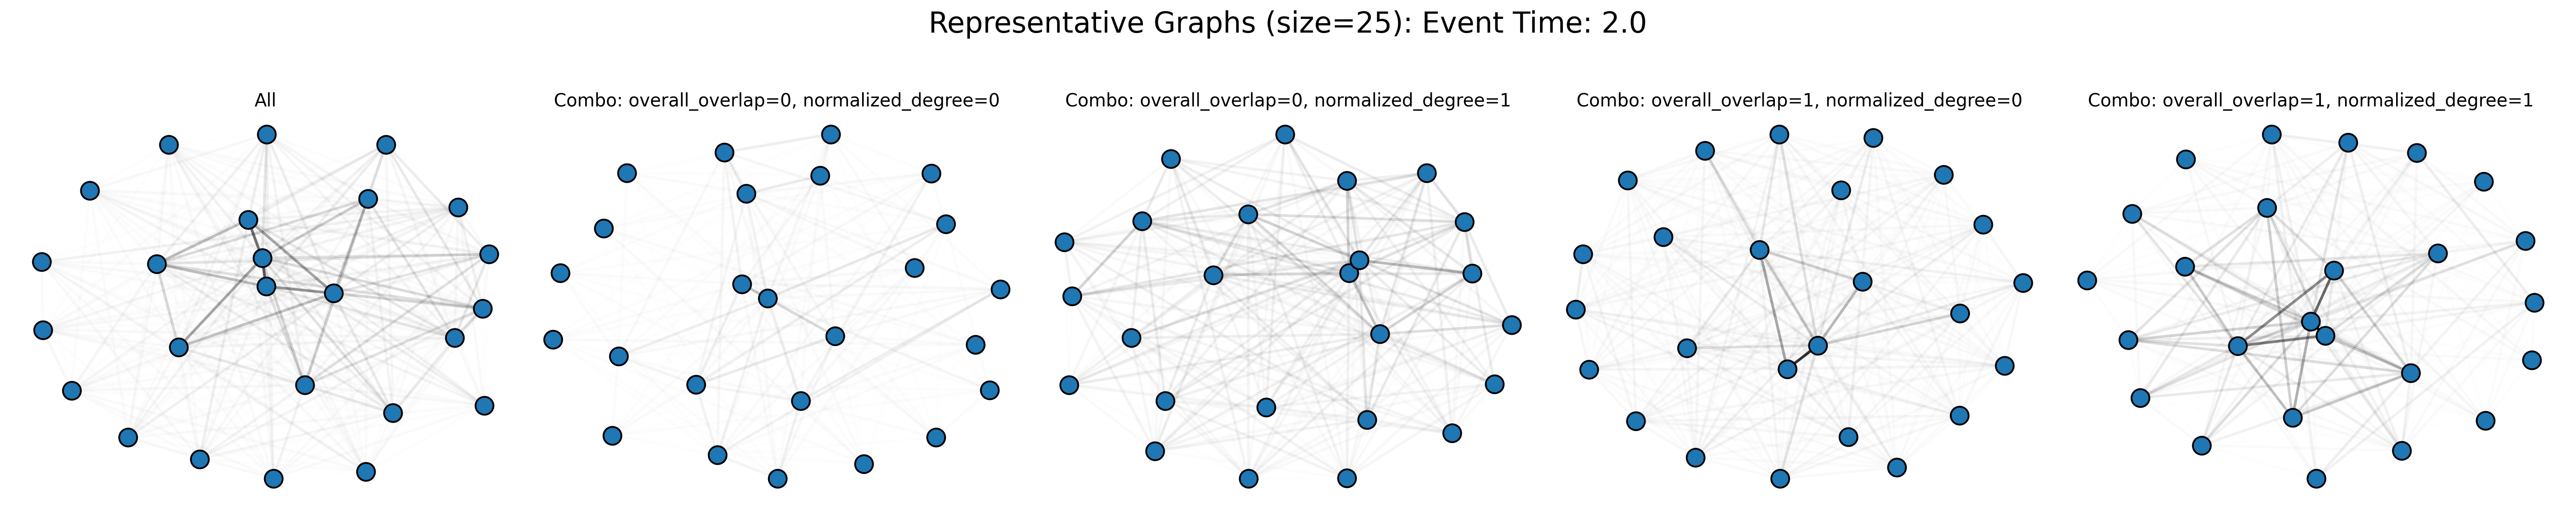 Representative Graphs (size=25): Event Time: 2.0
All
Combo: overall_overlap=0, normalized_degree=0
Combo: overall_overlap=0, normalized_degree=1
Combo: overall_overlap=1, normalized_degree=0
Combo: overall_overlap=1, normalized_degree=1